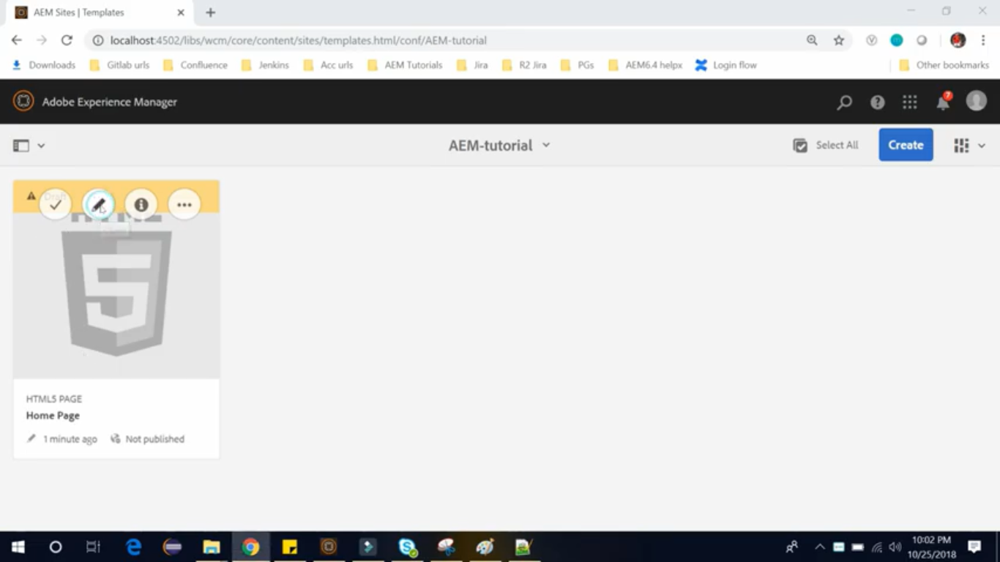 AEM Sites | Templates
localhost:4502/libs/wcm/core/content/sites/templates.html/conf/AEM-tutorial
Downloads Gitlab urls Confluence Jenkins Acc urls AEM Tutorials Jira R2 Jira PGs AEM6.4 helpx Login flow Other bookmarks
Adobe Experience Manager 7
AEM-tutorial Select All Create
Draft
HTML5 PAGE
Home Page
1 minute ago Not published
10:02 PM
10/25/2018